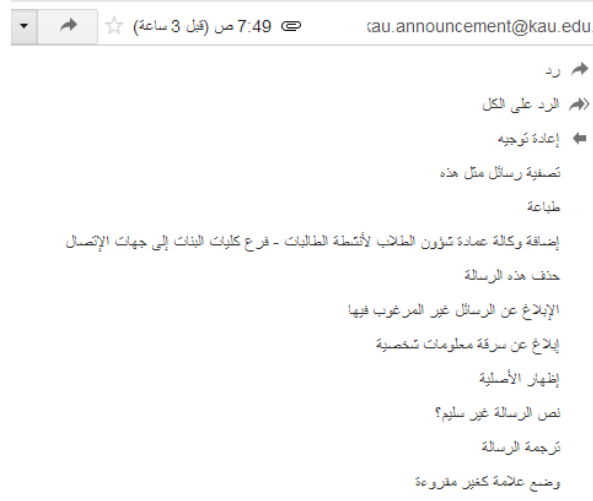 kau.announcement@kau.edu. 7:49 ص (قبل 3 ساعة)
رد
الرد على الكل
إعادة توجيه
تصفية رسائل مثل هذه
طباعة
إضافة وكالة عمادة شؤون الطلاب لأنشطة الطالبات - فرع كليات البنات إلى جهات الإتصال
حذف هذه الرسالة
الإبلاغ عن الرسائل غير المرغوب فيها
إبلاغ عن سرقة معلومات شخصية
إظهار الأصلية
نص الرسالة غير سليم؟
ترجمة الرسالة
وضع علامة كغير مقروءة